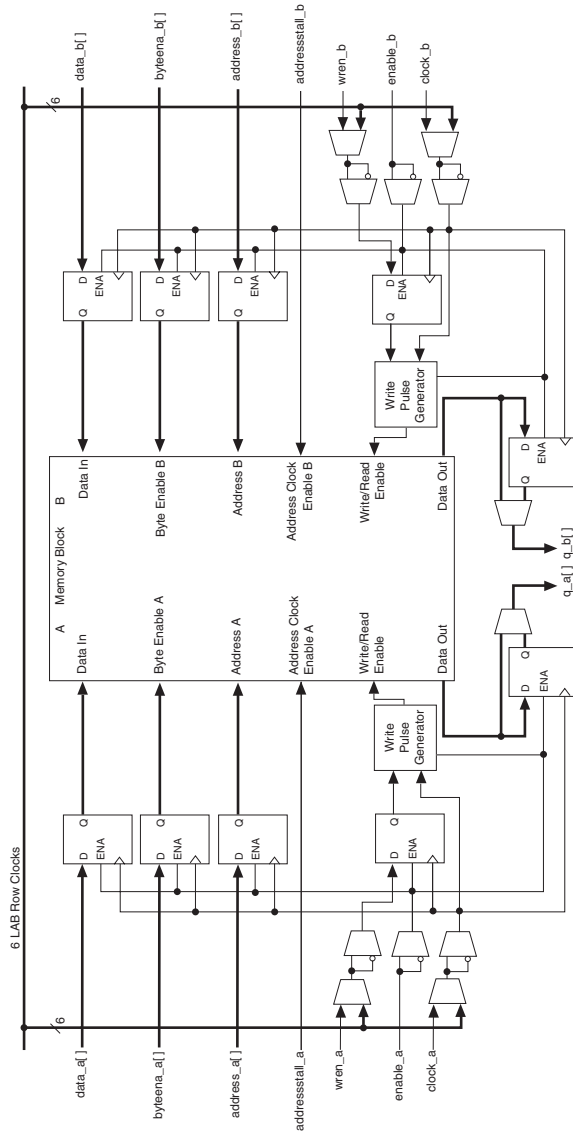 6 LAB Row Clocks
6
6
data_a[ ]
byteena_a[ ]
address_a[ ]
addressstall_a
wren_a
enable_a
clock_a
D
Q
ENA
D
Q
ENA
D
Q
ENA
D
Q
ENA
Write
Pulse
Generator
A
Memory Block
B
Data In
Data In
Byte Enable A
Byte Enable B
Address A
Address B
Address Clock
Enable A
Address Clock
Enable B
Write/Read
Enable
Write/Read
Enable
Data Out
Data Out
Q
D
ENA
Q
D
ENA
Q
D
ENA
Q
D
ENA
Write
Pulse
Generator
data_b[ ]
byteena_b[ ]
address_b[ ]
addressstall_b
wren_b
enable_b
clock_b
D
Q
ENA
Q
D
ENA
q_a[ ]
q_b[ ]